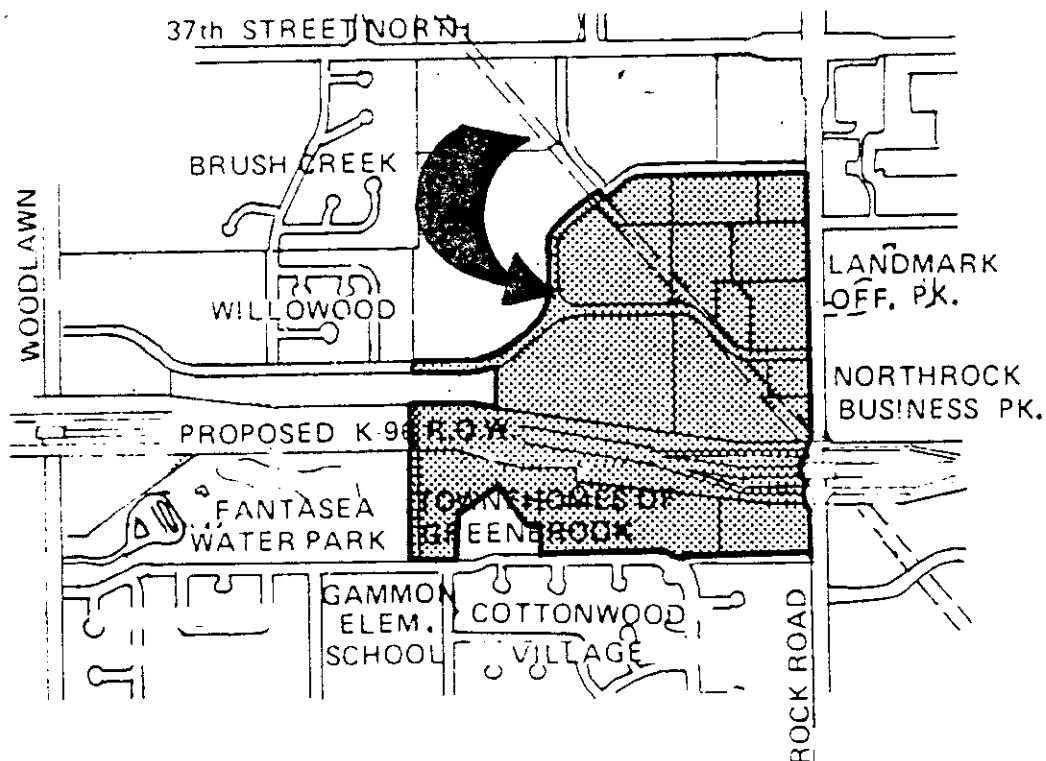 37th STREET NORTH
BRUSH CREEK
WOODLAWN
WILLOWOOD
LANDMARK
OFF. PK.
NORTHROCK
BUSINESS PK.
PROPOSED K-96 R.O.W.
FANTASEA
WATER PARK
TOWNEHOMES OF
GREENBROOK
GAMMON
ELEM.
SCHOOL
COTTONWOOD
VILLAGE
ROCK ROAD